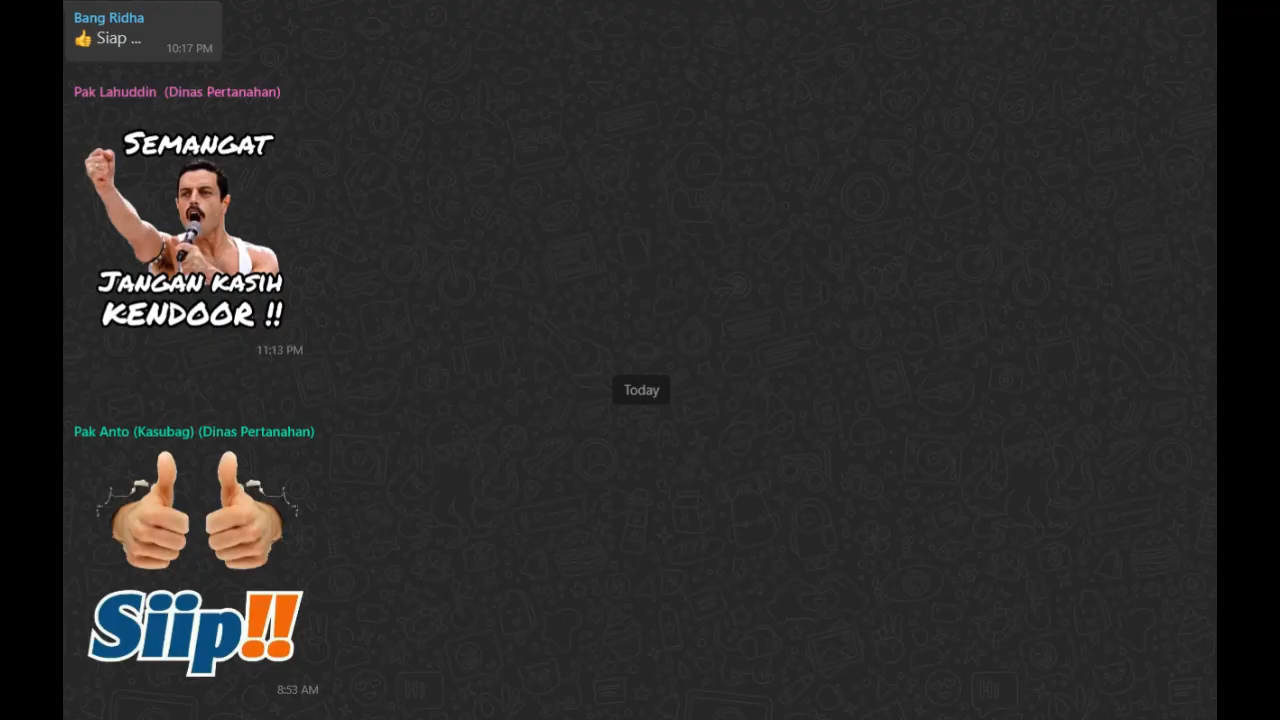 Bang Ridha
👍 Siap ...
10:17 PM
Pak Lahuddin (Dinas Pertanahan)
SEMANGAT
JANGAN KASIH
KENDOOR !!
11:13 PM
Today
Pak Anto (Kasubag) (Dinas Pertanahan)
Siip!!
8:53 AM